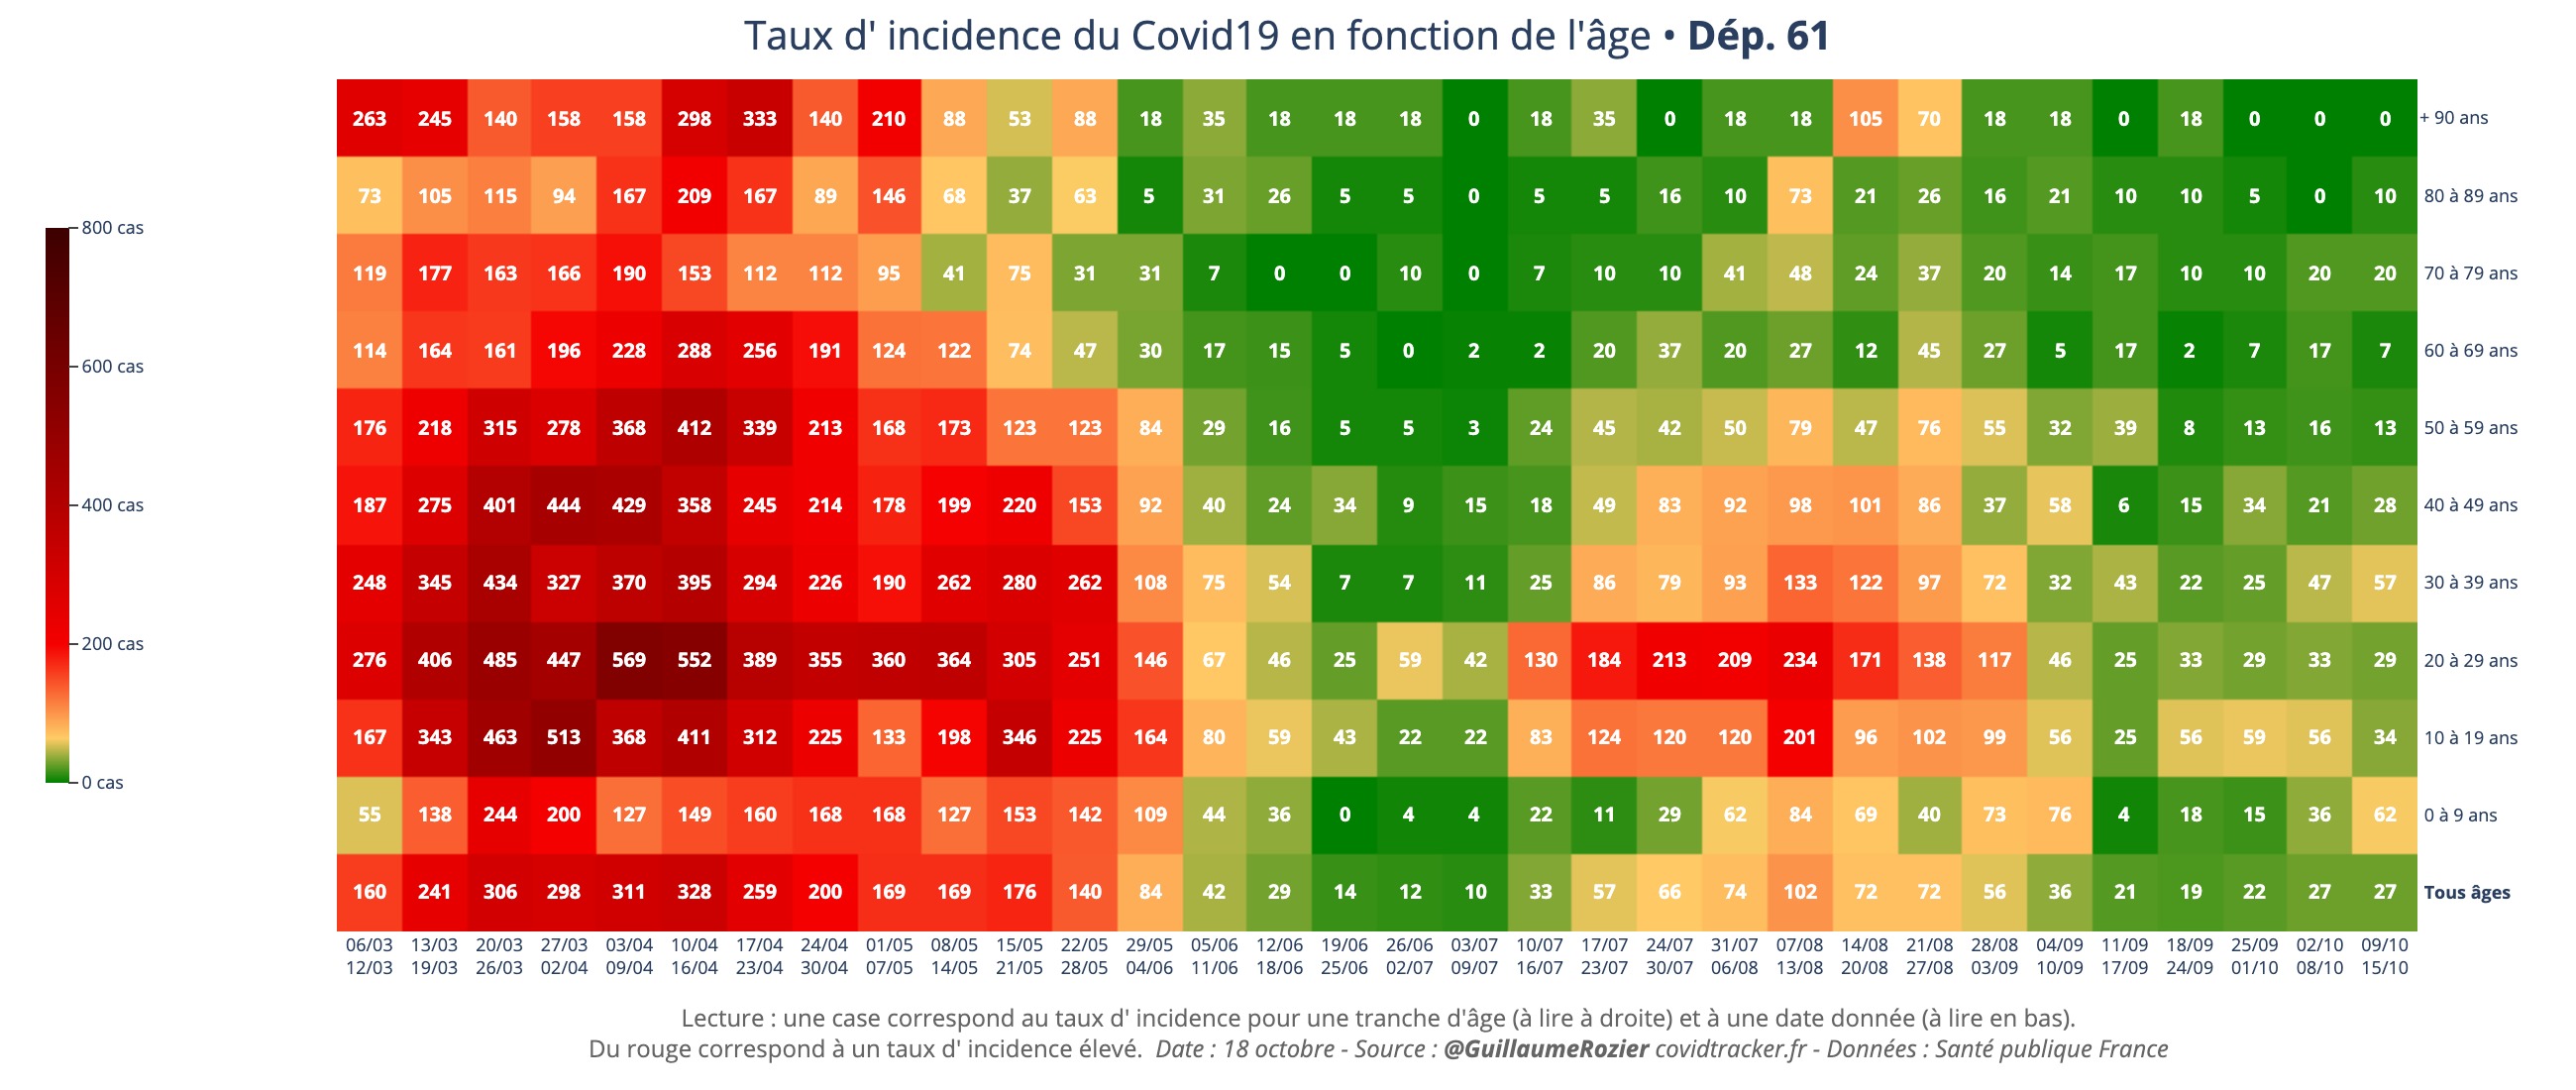 Taux d' incidence du Covid19 en fonction de l'âge • Dép. 61
263 245 140 158 158 298 333 140 210 88 53 88 18 35 18 18 18 0 18 35 0 18 18 105 70 18 18 0 18 0 0 0 + 90 ans
73 105 115 94 167 209 167 89 146 68 37 63 5 31 26 5 5 0 5 5 16 10 73 21 26 16 21 10 10 5 0 10 80 à 89 ans
800 cas
119 177 163 166 190 153 112 112 95 41 75 31 31 7 0 0 10 0 7 10 10 41 48 24 37 20 14 17 10 10 20 20 70 à 79 ans
114 164 161 196 228 288 256 191 124 122 74 47 30 17 15 5 0 2 2 20 37 20 27 12 45 27 5 17 2 7 17 7 60 à 69 ans
600 cas
176 218 315 278 368 412 339 213 168 173 123 123 84 29 16 5 5 3 24 45 42 50 79 47 76 55 32 39 8 13 16 13 50 à 59 ans
400 cas
187 275 401 444 429 358 245 214 178 199 220 153 92 40 24 34 9 15 18 49 83 92 98 101 86 37 58 6 15 34 21 28 40 à 49 ans
248 345 434 327 370 395 294 226 190 262 280 262 108 75 54 7 7 11 25 86 79 93 133 122 97 72 32 43 22 25 47 57 30 à 39 ans
200 cas
276 406 485 447 569 552 389 355 360 364 305 251 146 67 46 25 59 42 130 184 213 209 234 171 138 117 46 25 33 29 33 29 20 à 29 ans
167 343 463 513 368 411 312 225 133 198 346 225 164 80 59 43 22 22 83 124 120 120 201 96 102 99 56 25 56 59 56 34 10 à 19 ans
0 cas
55 138 244 200 127 149 160 168 168 127 153 142 109 44 36 0 4 4 22 11 29 62 84 69 40 73 76 4 18 15 36 62 0 à 9 ans
160 241 306 298 311 328 259 200 169 169 176 140 84 42 29 14 12 10 33 57 66 74 102 72 72 56 36 21 19 22 27 27 Tous âges
06/03 13/03 20/03 27/03 03/04 10/04 17/04 24/04 01/05 08/05 15/05 22/05 29/05 05/06 12/06 19/06 26/06 03/07 10/07 17/07 24/07 31/07 07/08 14/08 21/08 28/08 04/09 11/09 18/09 25/09 02/10 09/10
12/03 19/03 26/03 02/04 09/04 16/04 23/04 30/04 07/05 14/05 21/05 28/05 04/06 11/06 18/06 25/06 02/07 09/07 16/07 23/07 30/07 06/08 13/08 20/08 27/08 03/09 10/09 17/09 24/09 01/10 08/10 15/10
Lecture : une case correspond au taux d' incidence pour une tranche d'âge (à lire à droite) et à une date donnée (à lire en bas).
Du rouge correspond à un taux d' incidence élevé. Date : 18 octobre - Source : @GuillaumeRozier covidtracker.fr - Données : Santé publique France